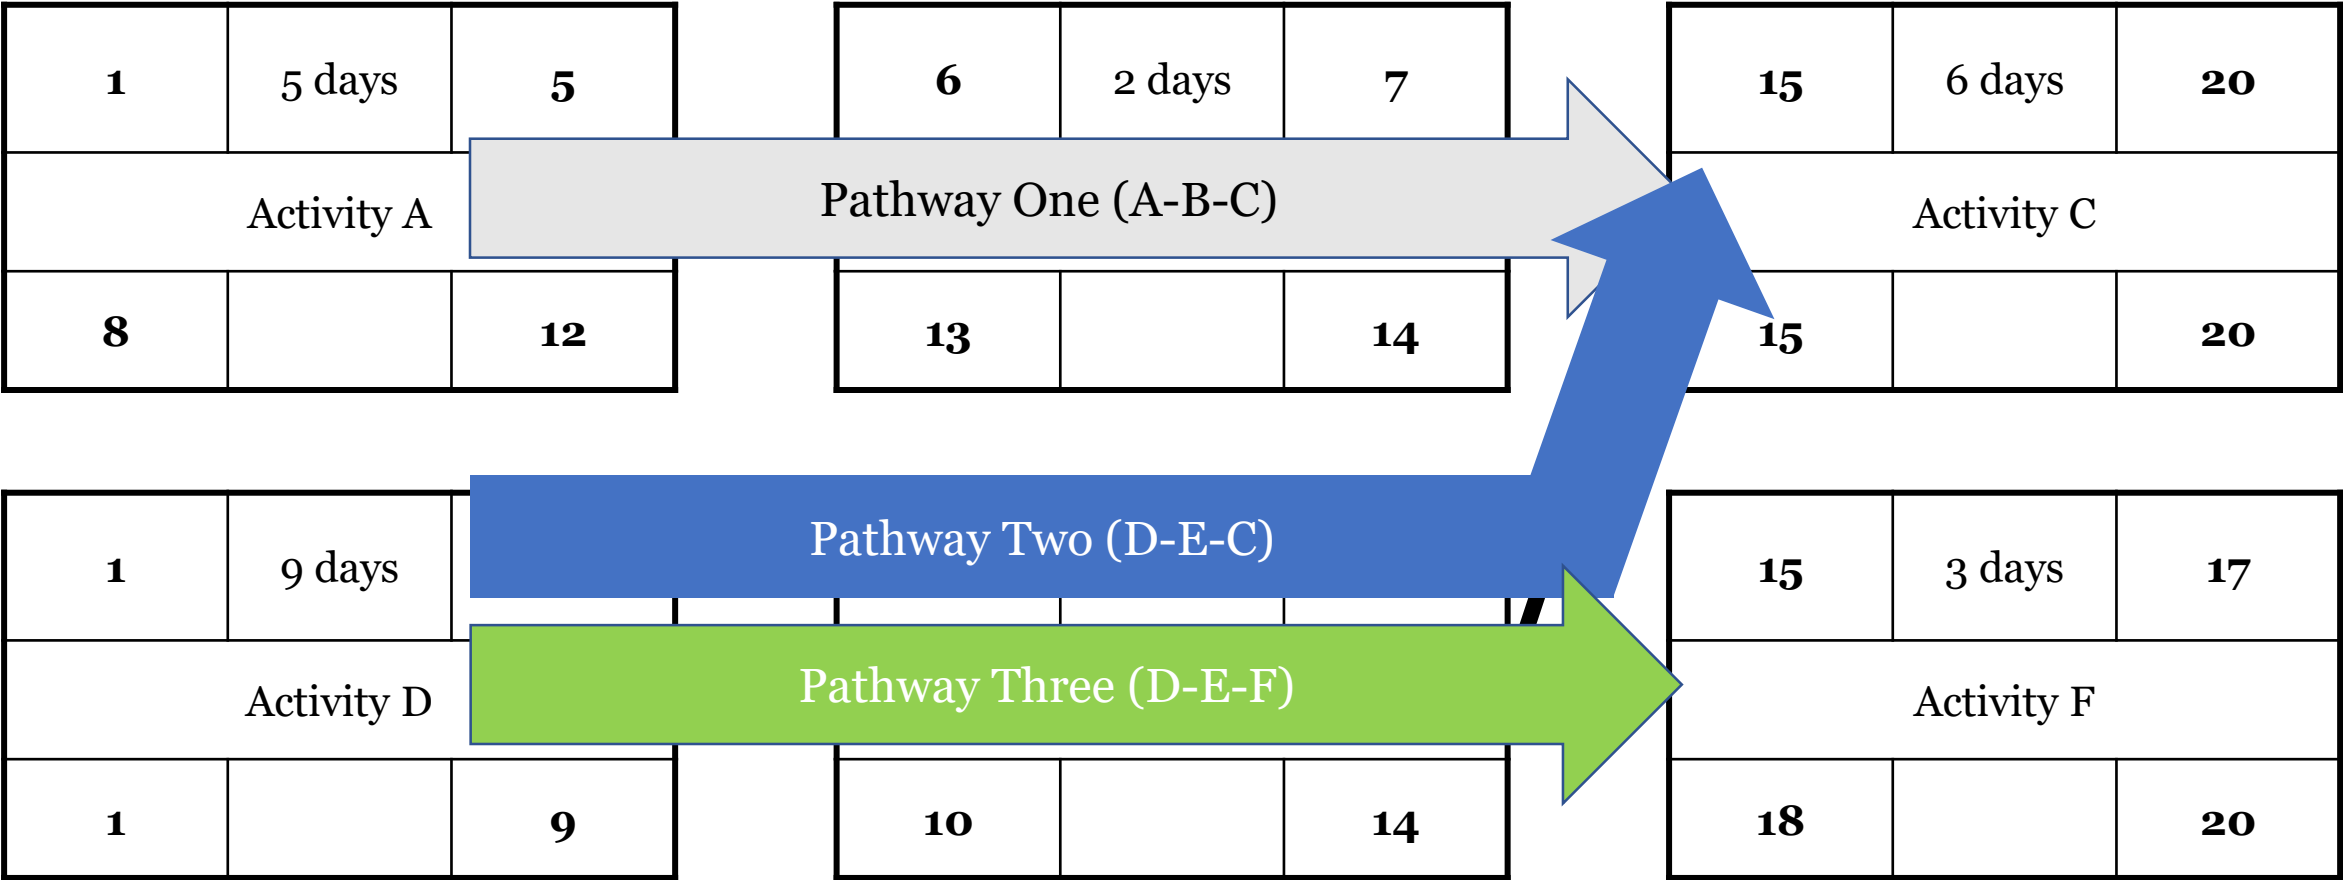 1 5 days 5
6 2 days 7
15 6 days 20
Activity A
Pathway One (A-B-C)
Activity C
8 12
13 14
15 20
1 9 days
Pathway Two (D-E-C)
15 3 days 17
Activity D
Pathway Three (D-E-F)
Activity F
1 9
10 14
18 20